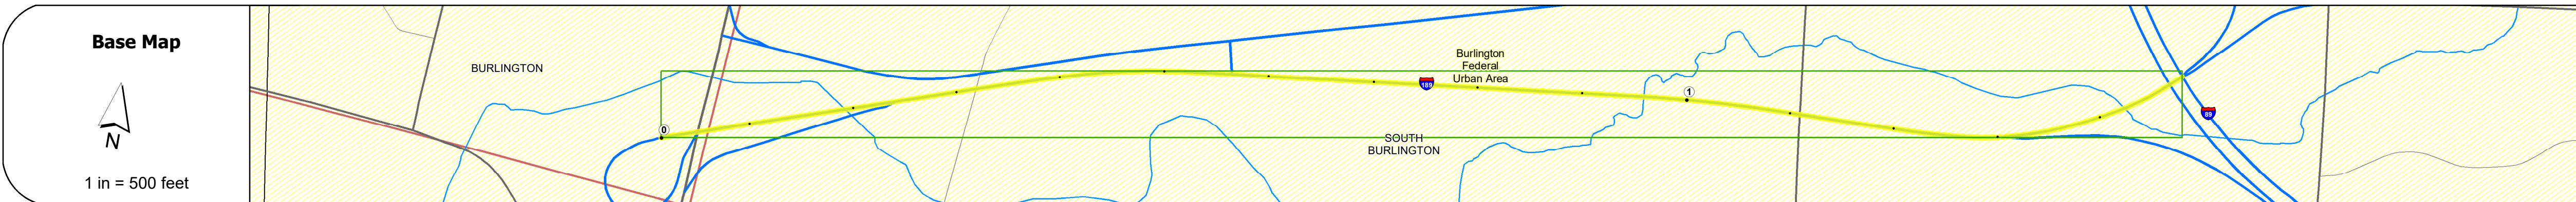 Base Map
N
1 in = 500 feet
BURLINGTON
0
Burlington
Federal
Urban Area
189
1
SOUTH
BURLINGTON
89